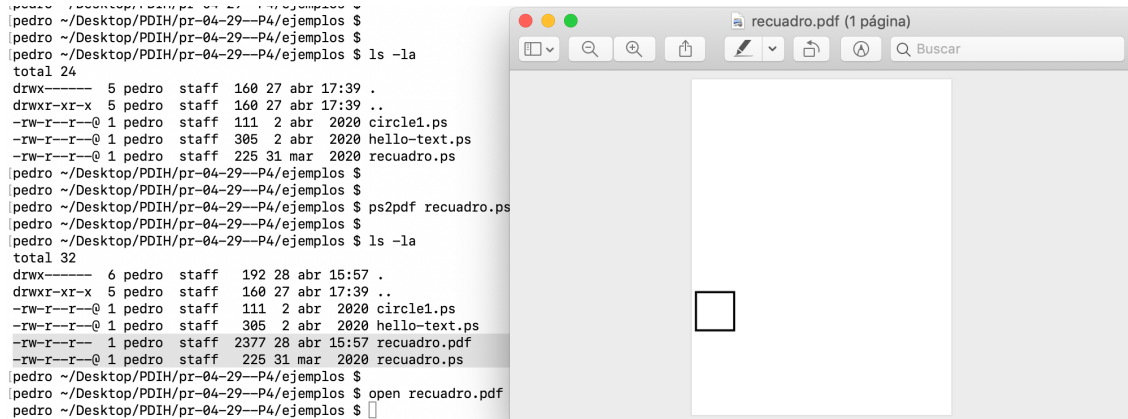 pedro ~/Desktop/PDIH/pr-04-29--P4/ejemplos $
[pedro ~/Desktop/PDIH/pr-04-29--P4/ejemplos $
[pedro ~/Desktop/PDIH/pr-04-29--P4/ejemplos $
[pedro ~/Desktop/PDIH/pr-04-29--P4/ejemplos $ ls -la
total 24
drwx------  5 pedro  staff  160 27 abr 17:39 .
drwxr-xr-x  5 pedro  staff  160 27 abr 17:39 ..
-rw-r--r--@ 1 pedro  staff  111  2 abr  2020 circle1.ps
-rw-r--r--@ 1 pedro  staff  305  2 abr  2020 hello-text.ps
-rw-r--r--@ 1 pedro  staff  225 31 mar  2020 recuadro.ps
[pedro ~/Desktop/PDIH/pr-04-29--P4/ejemplos $
[pedro ~/Desktop/PDIH/pr-04-29--P4/ejemplos $
[pedro ~/Desktop/PDIH/pr-04-29--P4/ejemplos $ ps2pdf recuadro.ps
[pedro ~/Desktop/PDIH/pr-04-29--P4/ejemplos $
[pedro ~/Desktop/PDIH/pr-04-29--P4/ejemplos $ ls -la
total 32
drwx------  6 pedro  staff   192 28 abr 15:57 .
drwxr-xr-x  5 pedro  staff   160 27 abr 17:39 ..
-rw-r--r--@ 1 pedro  staff   111  2 abr  2020 circle1.ps
-rw-r--r--@ 1 pedro  staff   305  2 abr  2020 hello-text.ps
-rw-r--r--  1 pedro  staff  2377 28 abr 15:57 recuadro.pdf
-rw-r--r--@ 1 pedro  staff   225 31 mar  2020 recuadro.ps
[pedro ~/Desktop/PDIH/pr-04-29--P4/ejemplos $
[pedro ~/Desktop/PDIH/pr-04-29--P4/ejemplos $ open recuadro.pdf
pedro ~/Desktop/PDIH/pr-04-29--P4/ejemplos $
recuadro.pdf (1 página)
Buscar